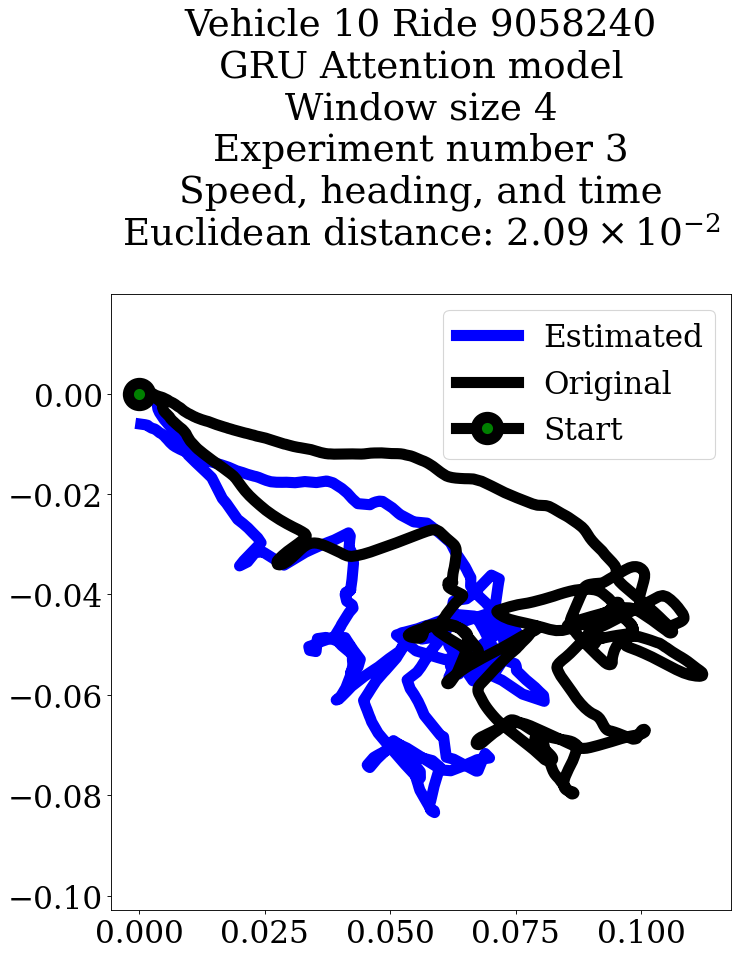 Vehicle 10 Ride 9058240
GRU Attention model
Window size 4
Experiment number 3
Speed, heading, and time
Euclidean distance: 2.09 × 10⁻²
Estimated
Original
Start
0.00
−0.02
−0.04
−0.06
−0.08
−0.10
0.000 0.025 0.050 0.075 0.100